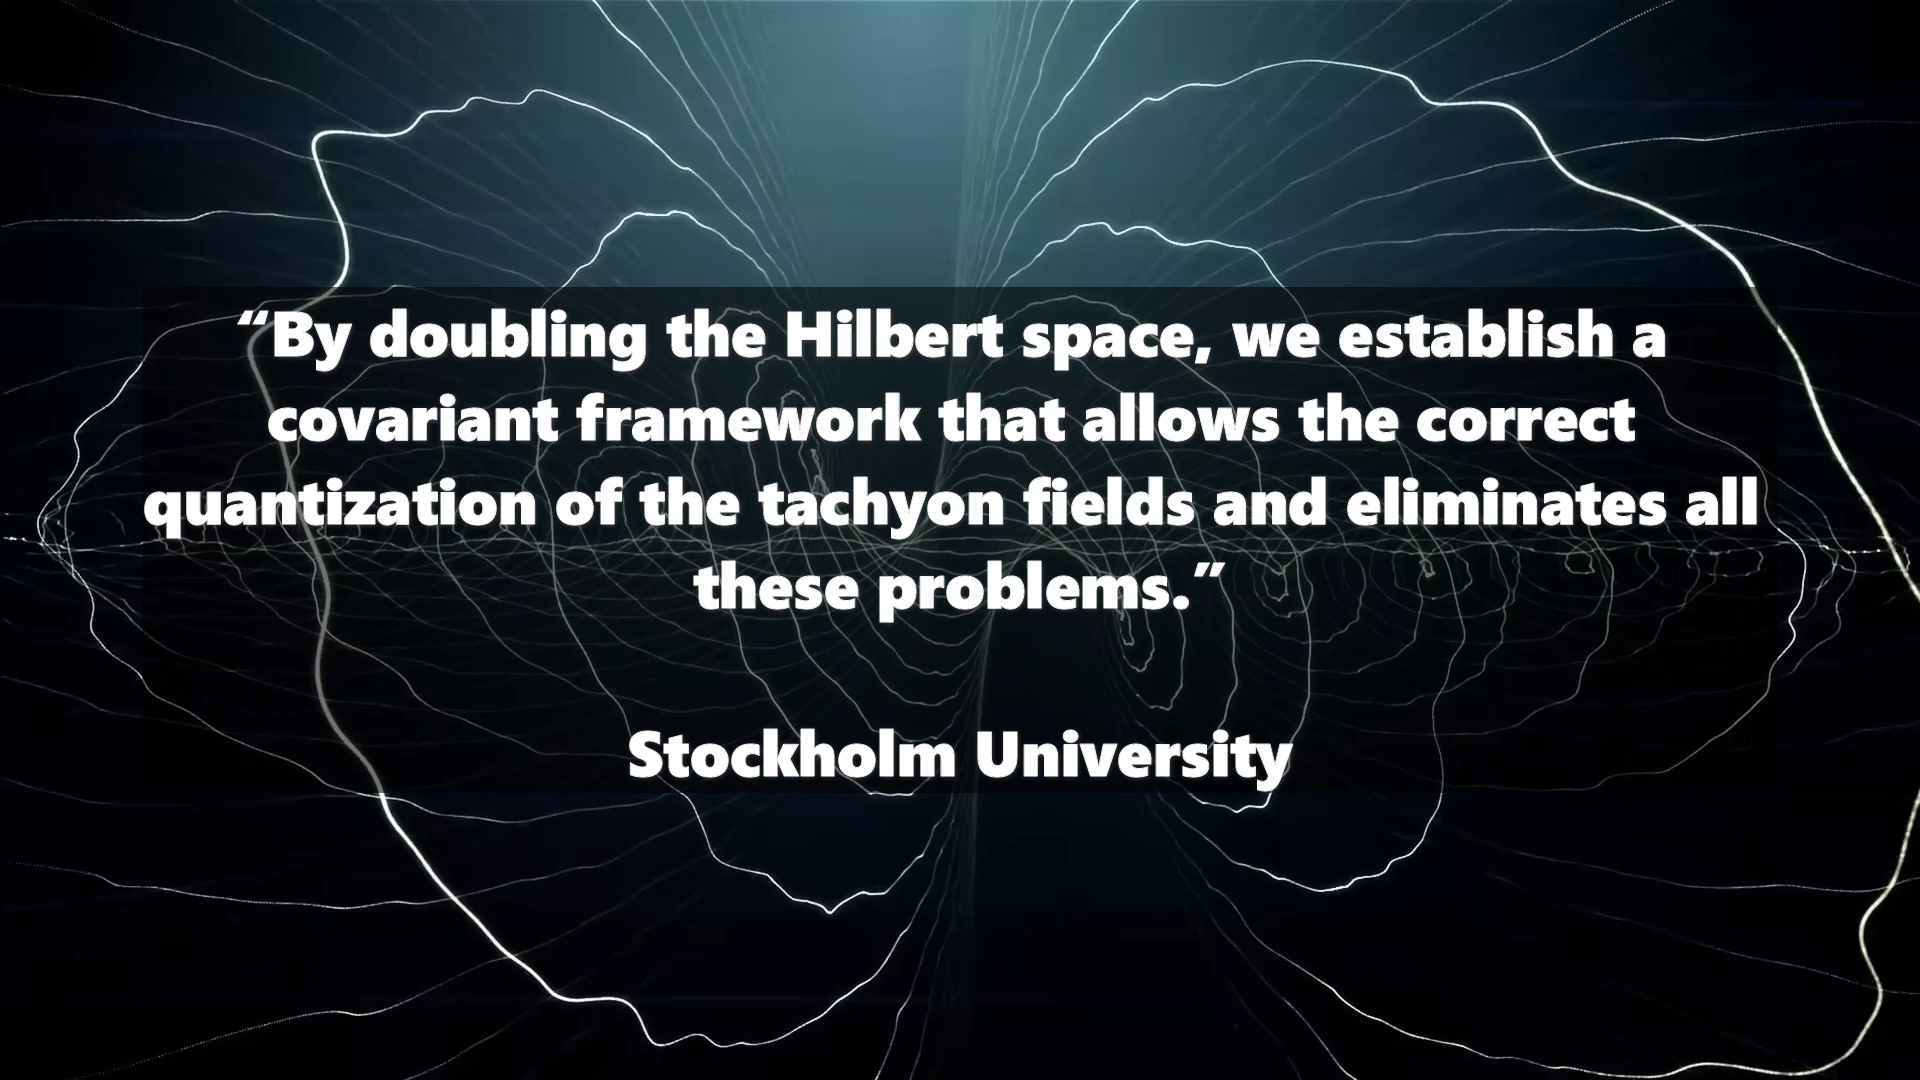 “By doubling the Hilbert space, we establish a
covariant framework that allows the correct
quantization of the tachyon fields and eliminates all
these problems.”
Stockholm University